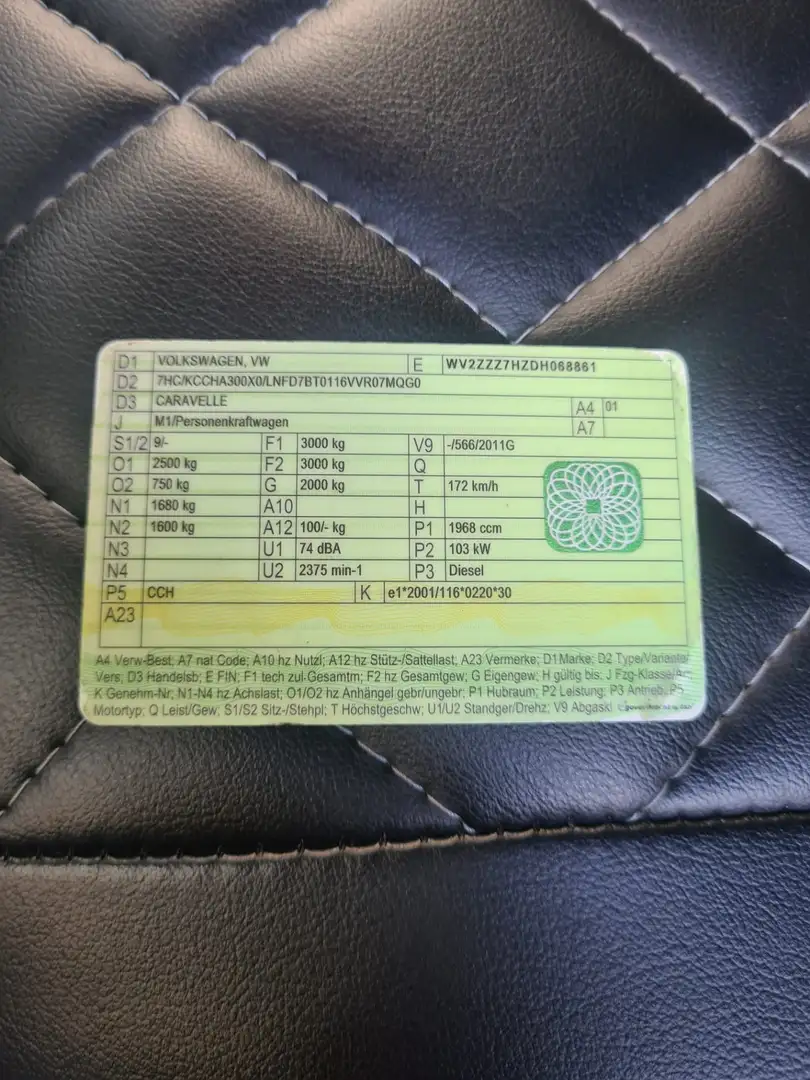 D1 VOLKSWAGEN, VW E WV2ZZZ7HZDH068861
D2 7HC/KCCHA300X0/LNFD7BT0116VVR07MQG0
D3 CARAVELLE A4 01
J M1/Personenkraftwagen A7
S1/2 9/- F1 3000 kg V9 -/566/2011G
O1 2500 kg F2 3000 kg Q
O2 750 kg G 2000 kg T 172 km/h
N1 1680 kg A10 H
N2 1600 kg A12 100/- kg P1 1968 ccm
N3 U1 74 dBA P2 103 kW
N4 U2 2375 min-1 P3 Diesel
P5 CCH K e1*2001/116*0220*30
A23
A4 Verw-Best; A7 nat Code; A10 hz Nutzl; A12 hz Stütz-/Sattellast; A23 Vermerke; D1 Marke; D2 Type/Variante/
Vers; D3 Handelsb; E FIN; F1 tech zul Gesamtm; F2 hz Gesamtgew; G Eigengew; H gültig bis; J Fzg-Klasse/Art
K Genehm-Nr; N1-N4 hz Achslast; O1/O2 hz Anhängel gebr/ungebr; P1 Hubraum; P2 Leistung; P3 Antrieb; P5
Motortyp; Q Leist/Gew; S1/S2 Sitz-/Stehpl; T Höchstgeschw; U1/U2 Standger/Drehz; V9 Abgaskl